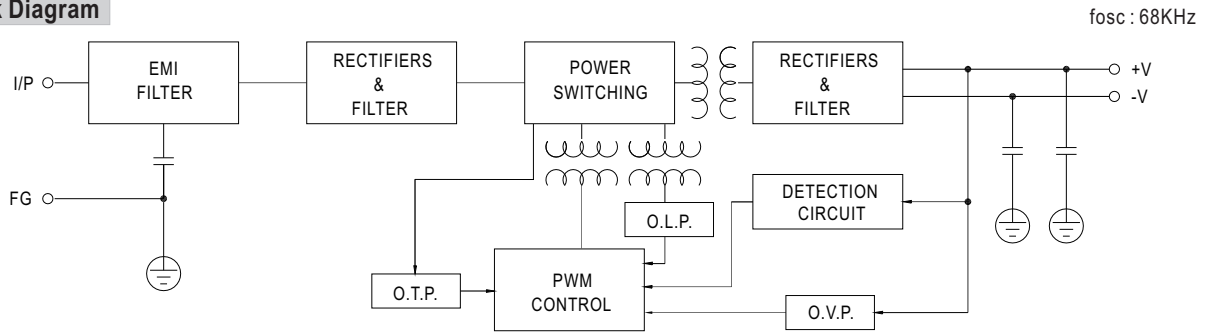 Diagram
fosc : 68KHz
I/P
EMI
FILTER
RECTIFIERS
&
FILTER
POWER
SWITCHING
RECTIFIERS
&
FILTER
+V
-V
FG
DETECTION
CIRCUIT
O.L.P.
O.T.P.
PWM
CONTROL
O.V.P.